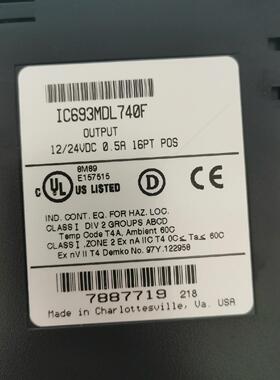 IC693MDL740F
OUTPUT
12/24VDC 0.5A 16PT POS
8M89
E157515
C UL US LISTED D
IND. CONT. EQ. FOR HAZ. LOC.
CLASS I DIV 2 GROUPS ABCD
Temp Code T4A, Ambient 60C
CLASS I, ZONE 2 Ex nA IIC T4 0C≤ Ta≤ 60C
Ex nV II T4 Demko No. 97Y.122958
7887719 218
Made in Charlottesville, Va. USA